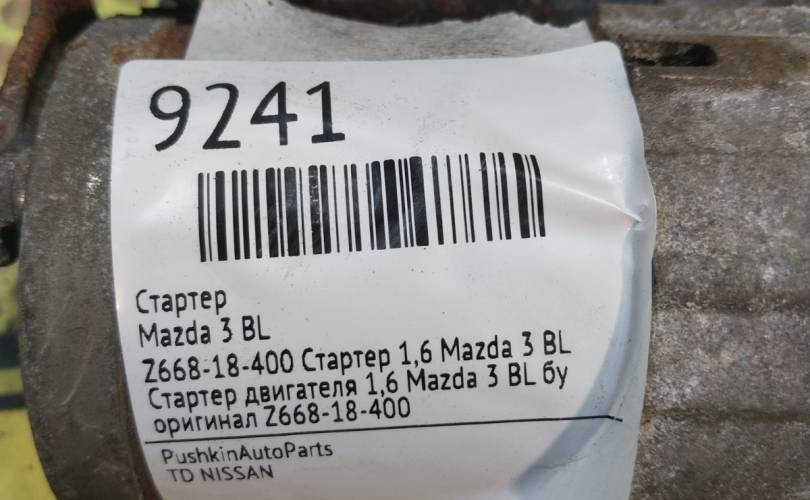 9241
Стартер
Mazda 3 BL
Z668-18-400 Стартер 1,6 Mazda 3 BL
Стартер двигателя 1,6 Mazda 3 BL бу
оригинал Z668-18-400
PushkinAutoParts
TD NISSAN